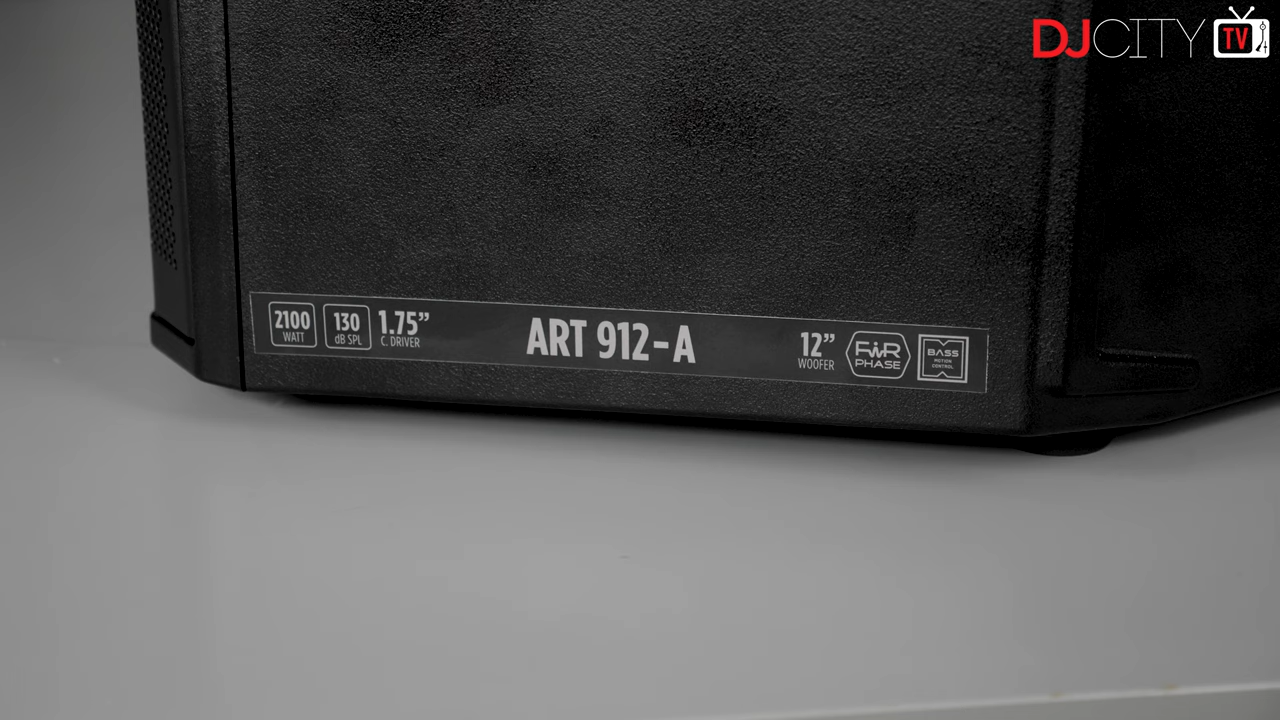 DJCITY TV
2100
WATT
130
dB SPL
1.75”
C. DRIVER
ART 912-A
12”
WOOFER
FiR
PHASE
BASS
MOTION
CONTROL